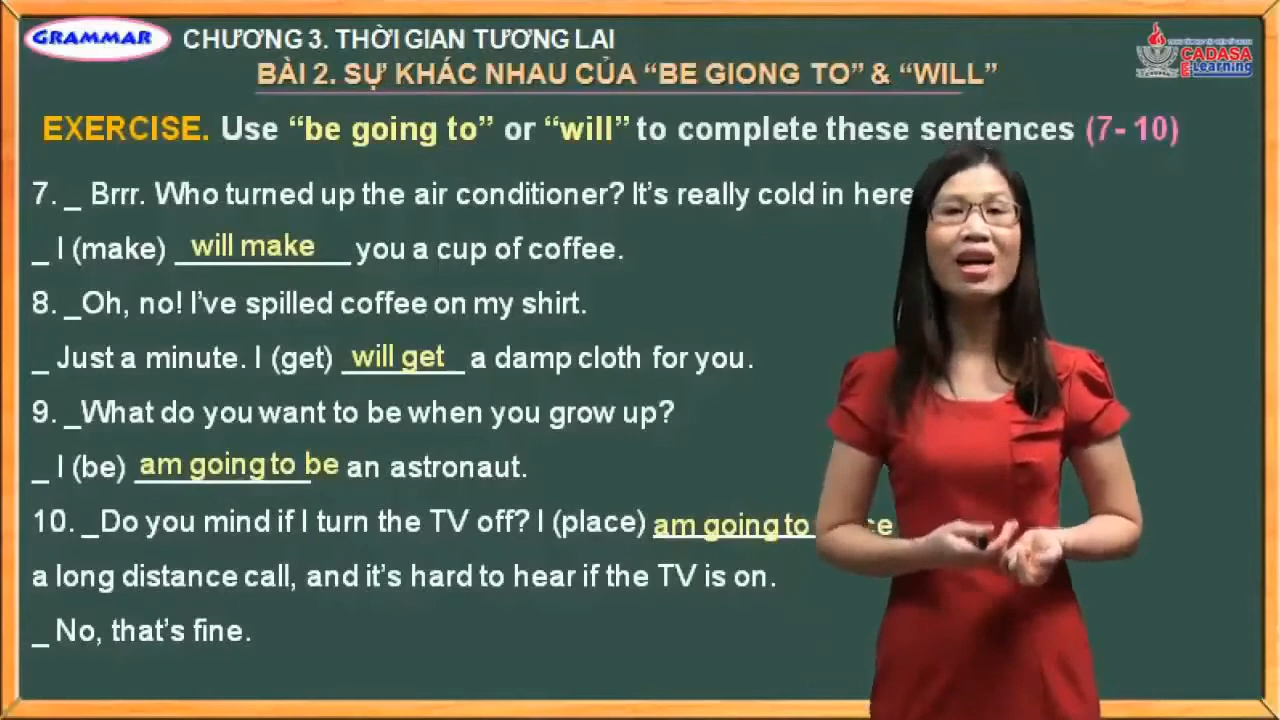 GRAMMAR CHƯƠNG 3. THỜI GIAN TƯƠNG LAI
BÀI 2. SỰ KHÁC NHAU CỦA “BE GIONG TO” & “WILL”
CADASA
E Learning
EXERCISE. Use “be going to” or “will” to complete these sentences (7- 10)
7. _ Brrr. Who turned up the air conditioner? It’s really cold in here
_ I (make) will make you a cup of coffee.
8. _Oh, no! I’ve spilled coffee on my shirt.
_ Just a minute. I (get) will get a damp cloth for you.
9. _What do you want to be when you grow up?
_ I (be) am going to be an astronaut.
10. _Do you mind if I turn the TV off? I (place) am going to
a long distance call, and it’s hard to hear if the TV is on.
_ No, that’s fine.